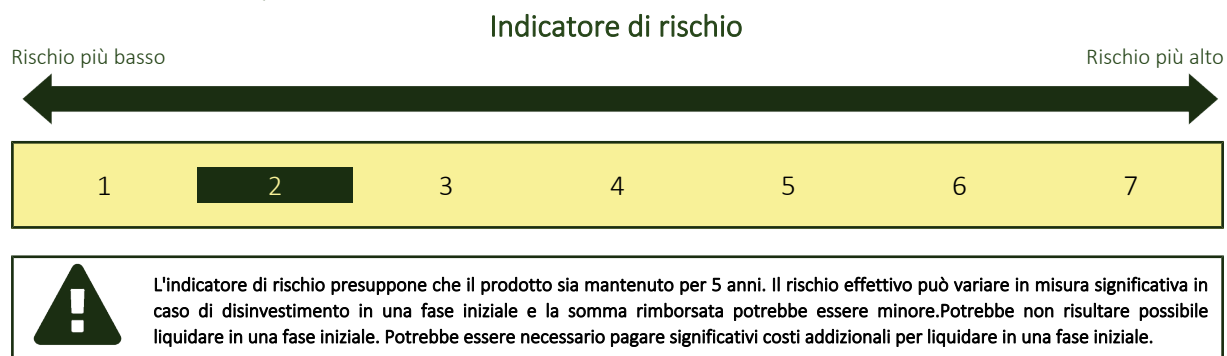 Indicatore di rischio
Rischio più basso Rischio più alto
1 2 3 4 5 6 7
L'indicatore di rischio presuppone che il prodotto sia mantenuto per 5 anni. Il rischio effettivo può variare in misura significativa in
caso di disinvestimento in una fase iniziale e la somma rimborsata potrebbe essere minore.Potrebbe non risultare possibile
liquidare in una fase iniziale. Potrebbe essere necessario pagare significativi costi addizionali per liquidare in una fase iniziale.